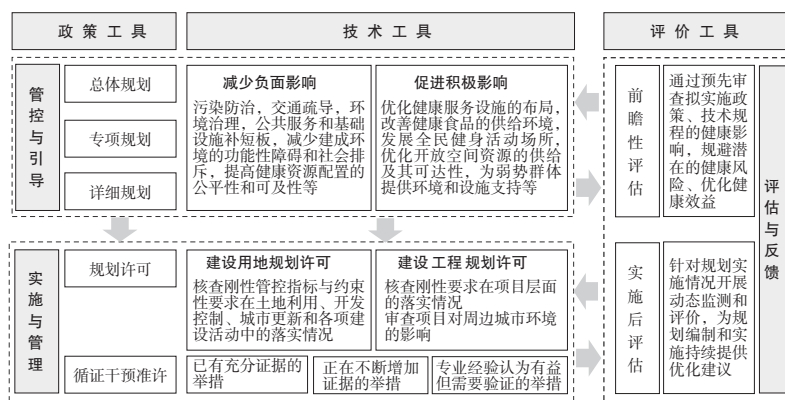 政策工具
技术工具
评价工具
管控与引导
总体规划
专项规划
详细规划
减少负面影响
污染防治，交通疏导，环
境治理，公共服务和基础
设施补短板，减少建成环
境的功能性障碍和社会排
斥，提高健康资源配置的
公平性和可及性等
促进积极影响
优化健康服务设施的布局，
改善健康食品的供给环境，
发展全民健身活动场所，
优化开放空间资源的供给
及其可达性，为弱势群体
提供环境和设施支持等
前瞻性评估
通过预先审
查拟实施政
策、技术规
程的健康影
响，规避潜
在的健康风
险、优化健
康效益
评估与反馈
实施与管理
规划许可
循证干预准许
建设用地规划许可
核查刚性管控指标与约束
性要求在土地利用、开发
控制、城市更新和各项建
设活动中的落实情况
建设工程规划许可
核查刚性要求在项目层面
的落实情况
审查项目对周边城市环境
的影响
已有充分证据的
举措
正在不断增加
证据的举措
专业经验认为有益
但需要验证的举措
实施后评估
针对规划实
施情况开展
动态监测和
评价，为规
划编制和实
施持续提供
优化建议